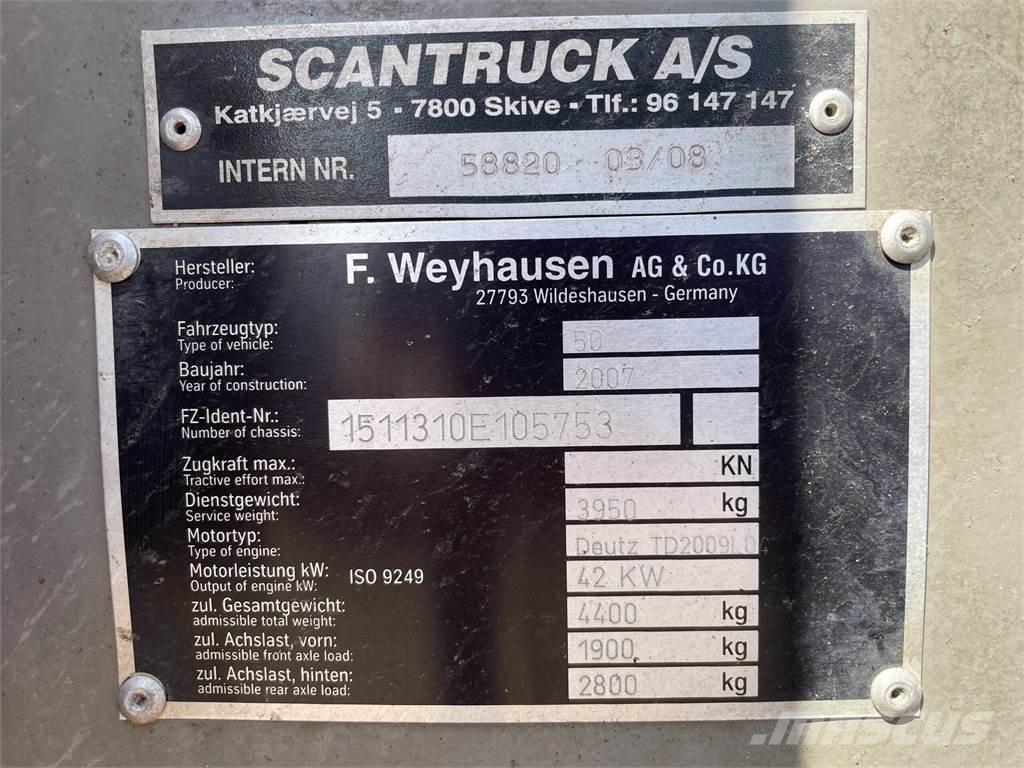 SCANTRUCK A/S
Katkjærvej 5 - 7800 Skive - Tlf.: 96 147 147
INTERN NR. 58820 03/08
Hersteller: F. Weyhausen AG & Co.KG
Producer: 27793 Wildeshausen - Germany
Fahrzeugtyp: 50
Type of vehicle:
Baujahr: 2007
Year of construction:
FZ-Ident-Nr.: 1511310E105753
Number of chassis:
Zugkraft max.: KN
Tractive effort max.:
Dienstgewicht: 3950 kg
Service weight:
Motortyp: Deutz TD2009L0
Type of engine:
Motorleistung kW: ISO 9249 42 KW
Output of engine kW:
zul. Gesamtgewicht: 4400 kg
admissible total weight:
zul. Achslast, vorn: 1900 kg
admissible front axle load:
zul. Achslast, hinten: 2800 kg
admissible rear axle load:
mascus